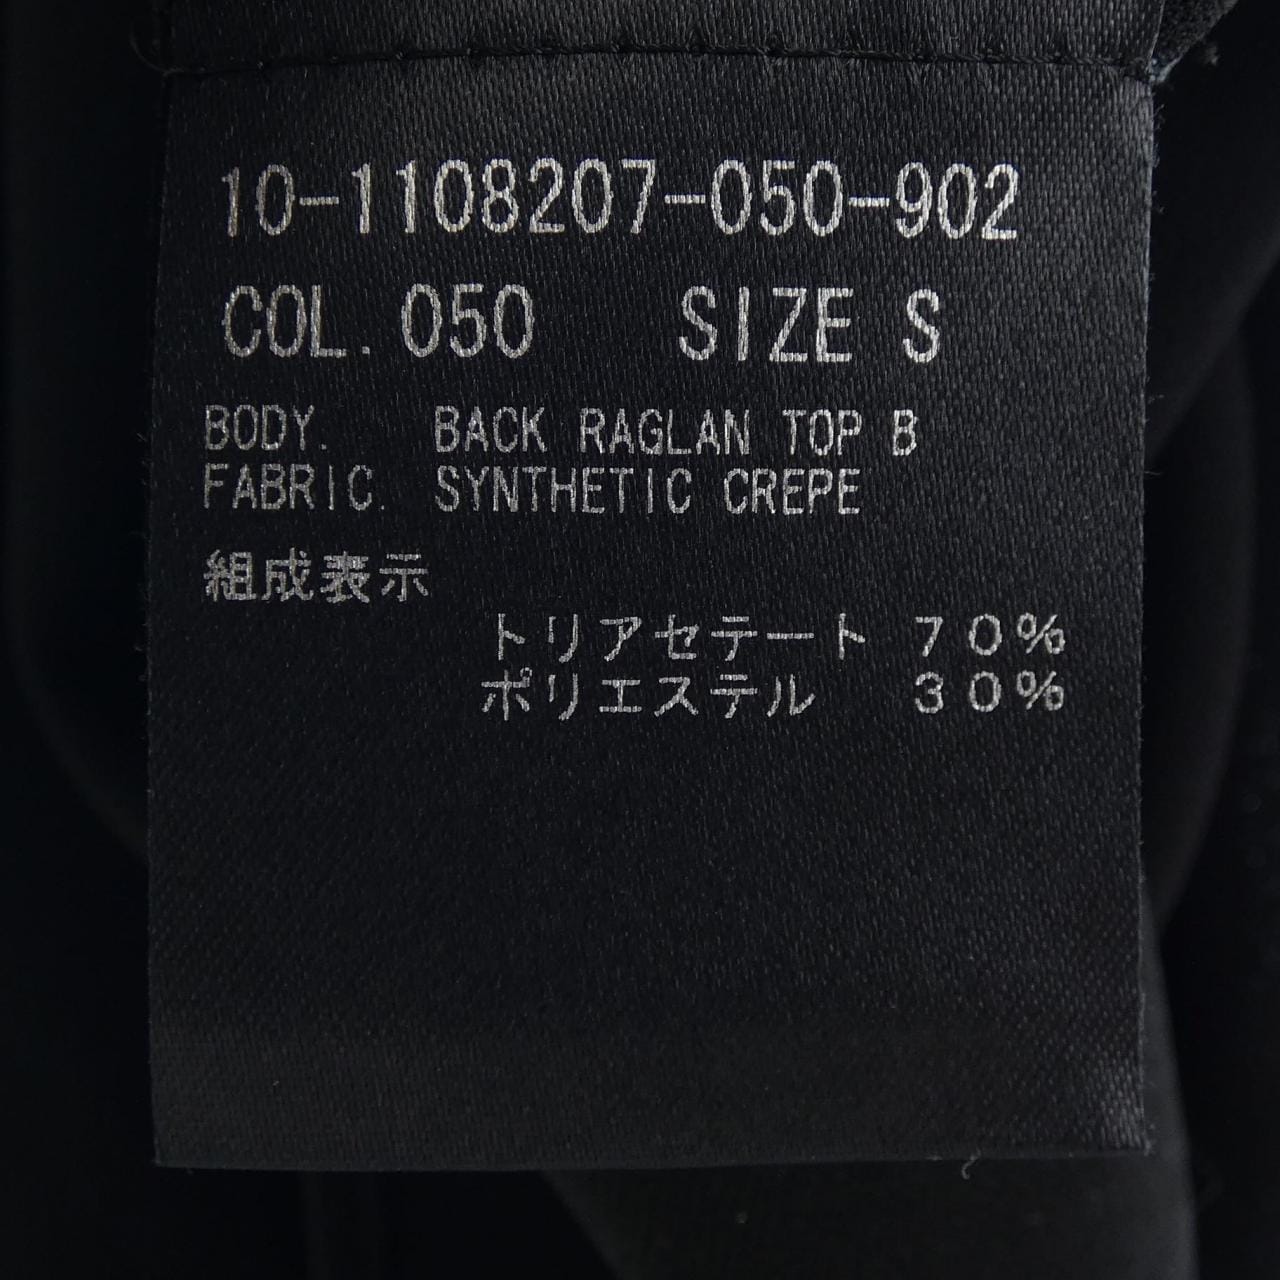 10-1108207-050-902
COL. 050 SIZE S
BODY. BACK RAGLAN TOP B
FABRIC. SYNTHETIC CREPE
組成表示
トリアセテート 70%
ポリエステル 30%